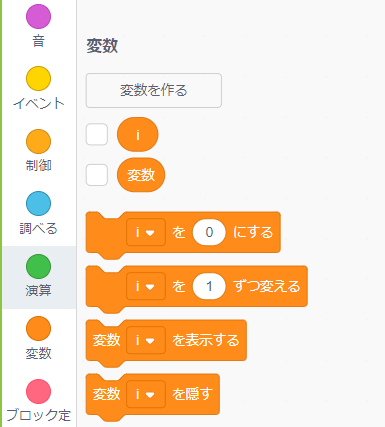 音
イベント
制御
調べる
演算
変数
ブロック定
変数
変数を作る
i
変数
i を 0 にする
i を 1 ずつ変える
変数 i を表示する
変数 i を隠す